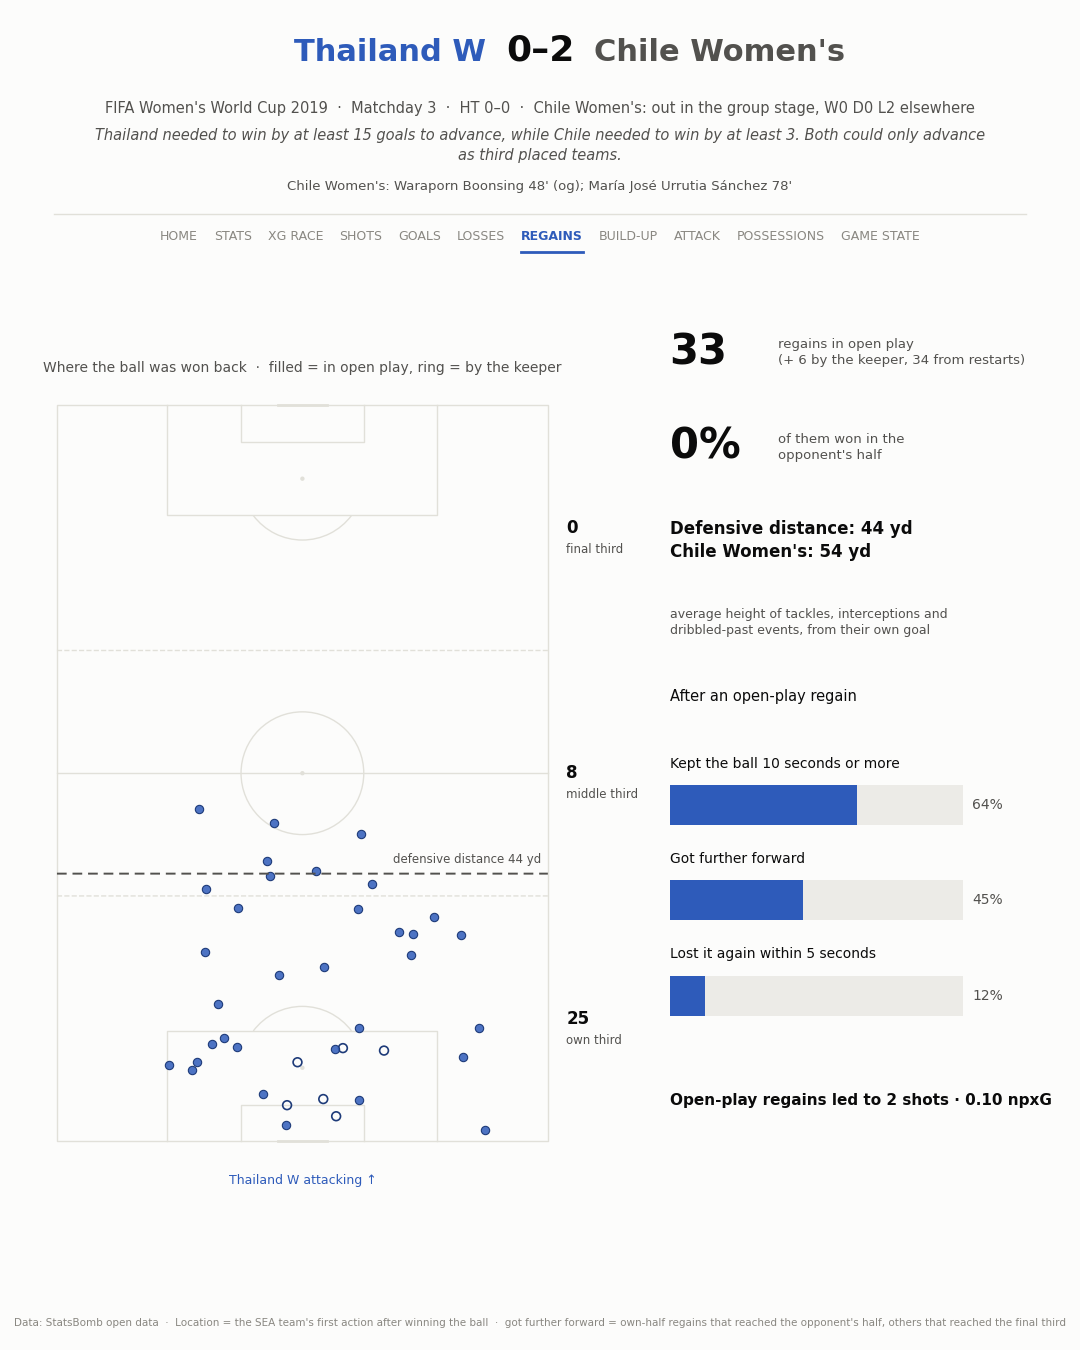 Thailand W 0–2 Chile Women's
FIFA Women's World Cup 2019 · Matchday 3 · HT 0–0 · Chile Women's: out in the group stage, W0 D0 L2 elsewhere
Thailand needed to win by at least 15 goals to advance, while Chile needed to win by at least 3. Both could only advance
as third placed teams.
Chile Women's: Waraporn Boonsing 48' (og); María José Urrutia Sánchez 78'
HOME STATS XG RACE SHOTS GOALS LOSSES REGAINS BUILD-UP ATTACK POSSESSIONS GAME STATE
Where the ball was won back · filled = in open play, ring = by the keeper
0
final third
8
middle third
defensive distance 44 yd
25
own third
Thailand W attacking ↑
33
regains in open play
(+ 6 by the keeper, 34 from restarts)
0%
of them won in the
opponent's half
Defensive distance: 44 yd
Chile Women's: 54 yd
average height of tackles, interceptions and
dribbled-past events, from their own goal
After an open-play regain
Kept the ball 10 seconds or more
64%
Got further forward
45%
Lost it again within 5 seconds
12%
Open-play regains led to 2 shots · 0.10 npxG
Data: StatsBomb open data · Location = the SEA team's first action after winning the ball · got further forward = own-half regains that reached the opponent's half, others that reached the final third